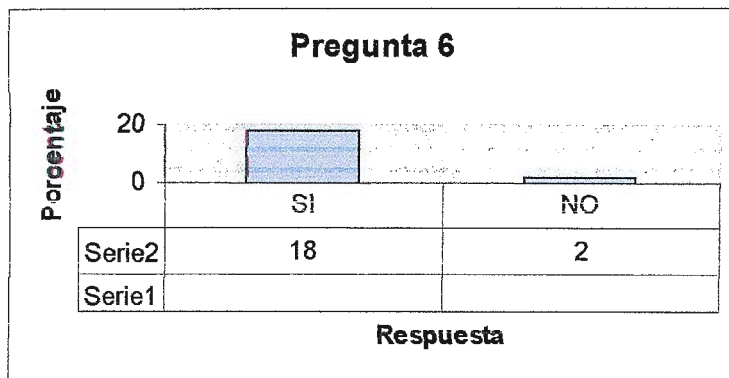 Pregunta 6
Porcentaje
20
0
SI NO
Serie2 18 2
Serie1
Respuesta